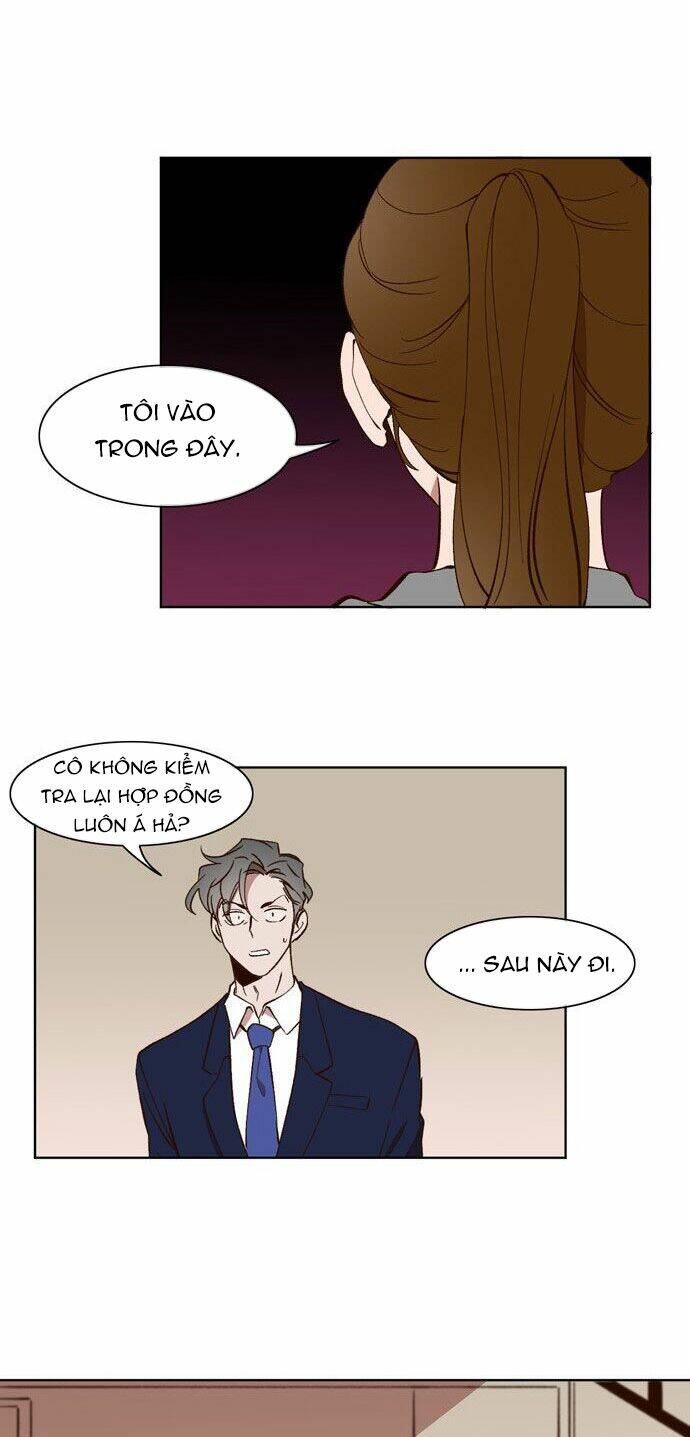 TÔI VÀO
TRONG ĐÂY.
CÔ KHÔNG KIỂM
TRA LẠI HỢP ĐỒNG
LUÔN Á HẢ?
... SAU NÀY ĐI.